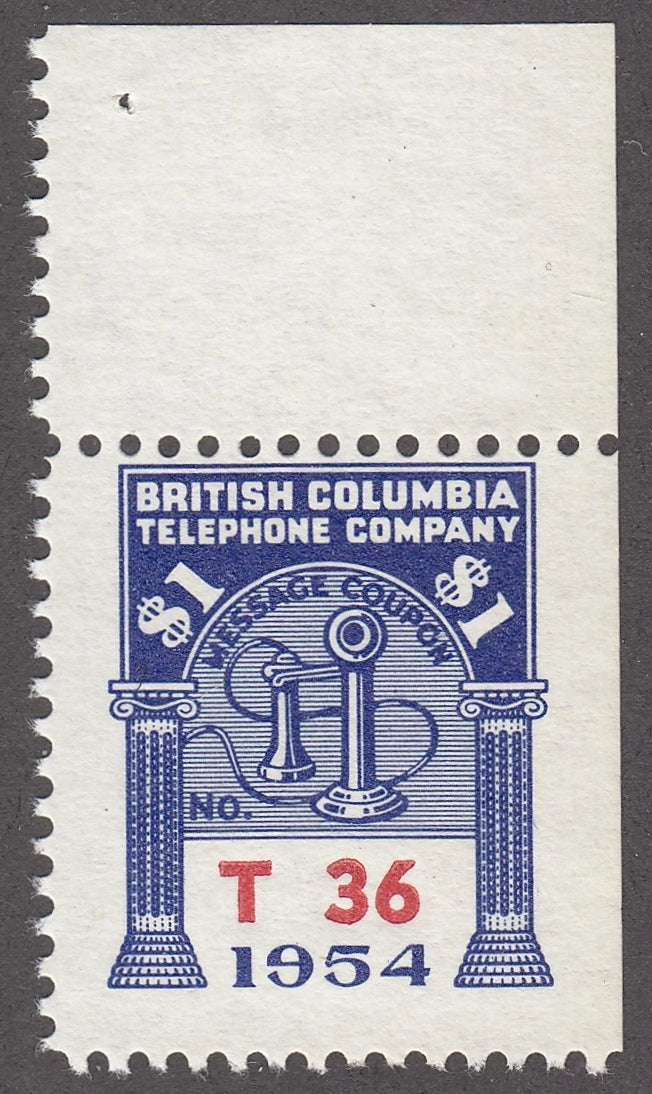 BRITISH COLUMBIA
TELEPHONE COMPANY
$1 $1
MESSAGE COUPON
NO.
T 36
1954